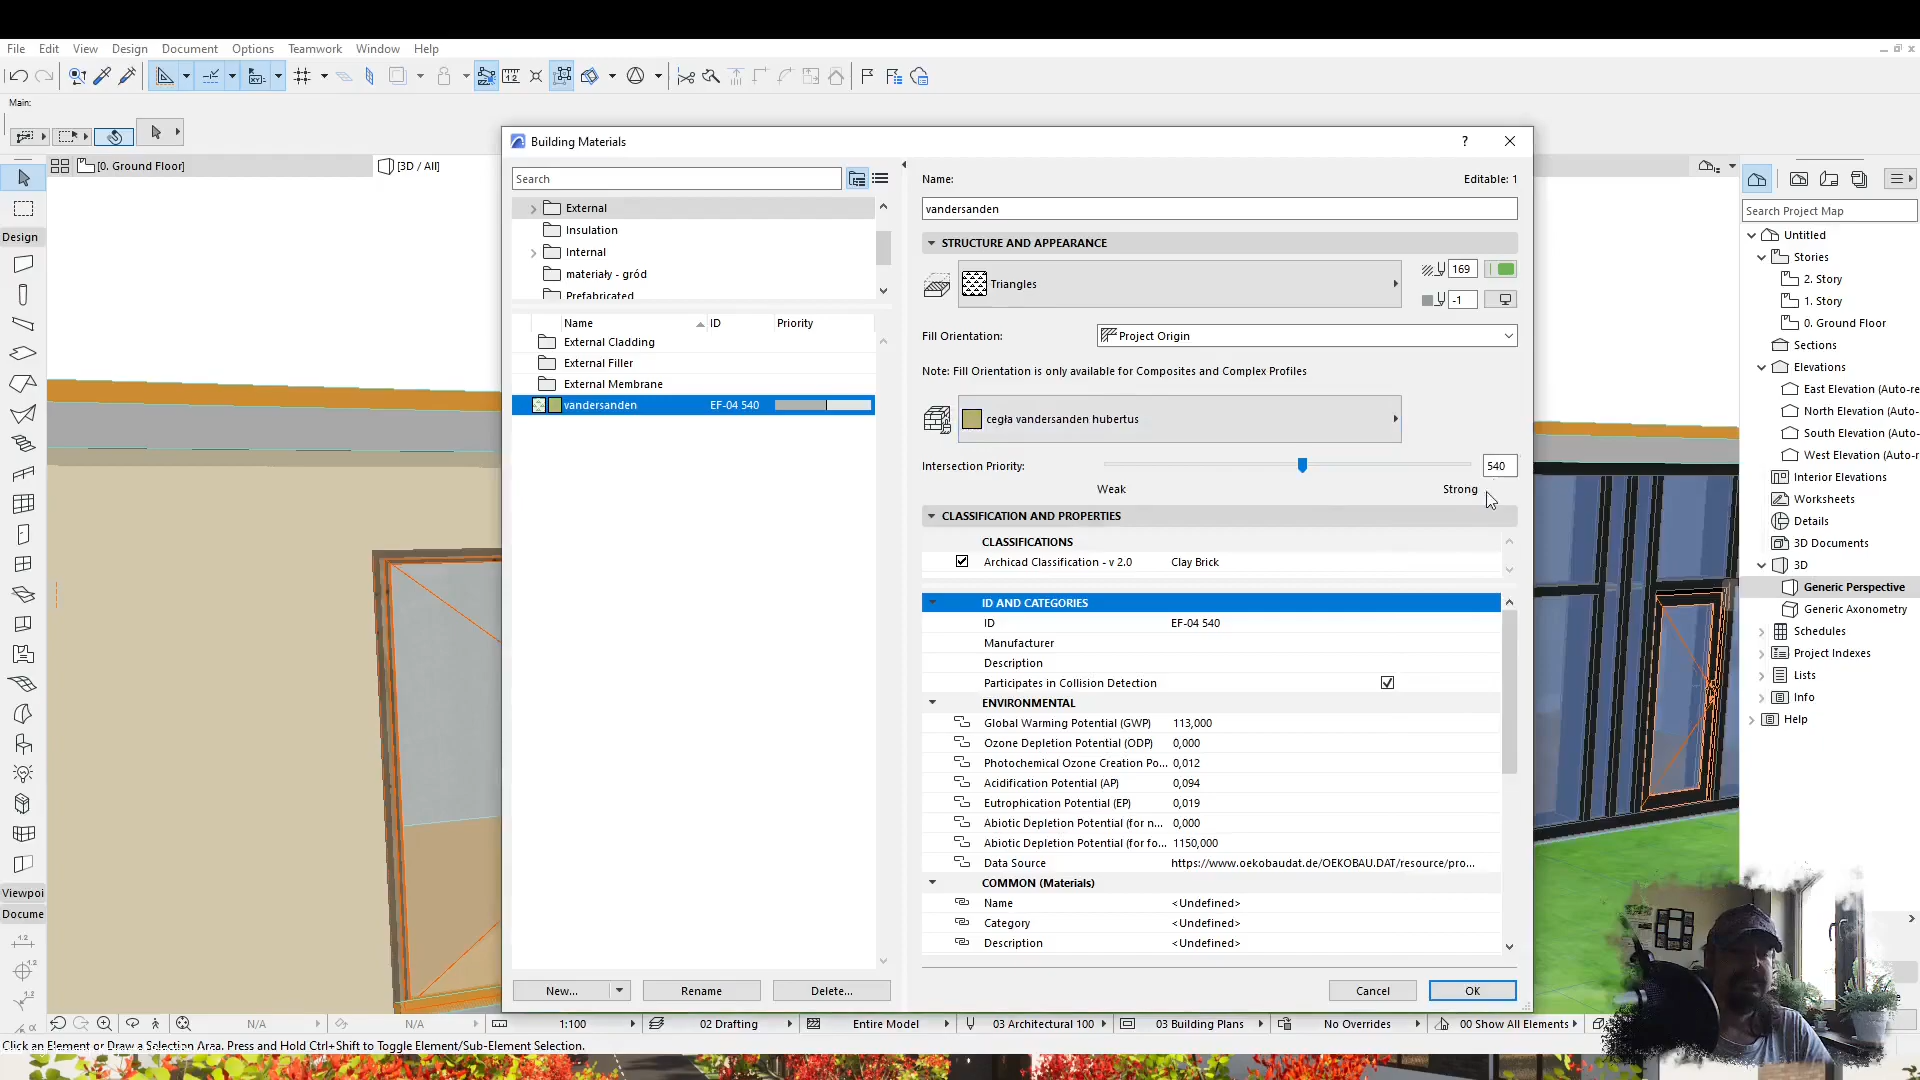 File Edit View Design Document Options Teamwork Window Help
Main:
[0. Ground Floor]
[3D / All]
Design
Viewpoi
Docume
Building Materials
?
Search
External
Insulation
Internal
materiały - gród
Prefabricated
Name ID Priority
External Cladding
External Filler
External Membrane
vandersanden EF-04 540
New...
Rename
Delete...
Name: Editable: 1
vandersanden
STRUCTURE AND APPEARANCE
Triangles
169
-1
Fill Orientation: Project Origin
Note: Fill Orientation is only available for Composites and Complex Profiles
cegła vandersanden hubertus
Intersection Priority: 540
Weak Strong
CLASSIFICATION AND PROPERTIES
CLASSIFICATIONS
Archicad Classification - v 2.0 Clay Brick
ID AND CATEGORIES
ID EF-04 540
Manufacturer
Description
Participates in Collision Detection
ENVIRONMENTAL
Global Warming Potential (GWP) 113,000
Ozone Depletion Potential (ODP) 0,000
Photochemical Ozone Creation Po... 0,012
Acidification Potential (AP) 0,094
Eutrophication Potential (EP) 0,019
Abiotic Depletion Potential (for n... 0,000
Abiotic Depletion Potential (for fo... 1150,000
Data Source https://www.oekobaudat.de/OEKOBAU.DAT/resource/pro...
COMMON (Materials)
Name <Undefined>
Category <Undefined>
Description <Undefined>
Cancel
OK
Search Project Map
Untitled
Stories
2. Story
1. Story
0. Ground Floor
Sections
Elevations
East Elevation (Auto-re
North Elevation (Auto-
South Elevation (Auto-
West Elevation (Auto-re
Interior Elevations
Worksheets
Details
3D Documents
3D
Generic Perspective
Generic Axonometry
Schedules
Project Indexes
Lists
Info
Help
N/A N/A 1:100 02 Drafting Entire Model 03 Architectural 100 03 Building Plans No Overrides 00 Show All Elements
Click an Element or Draw a Selection Area. Press and Hold Ctrl+Shift to Toggle Element/Sub-Element Selection.